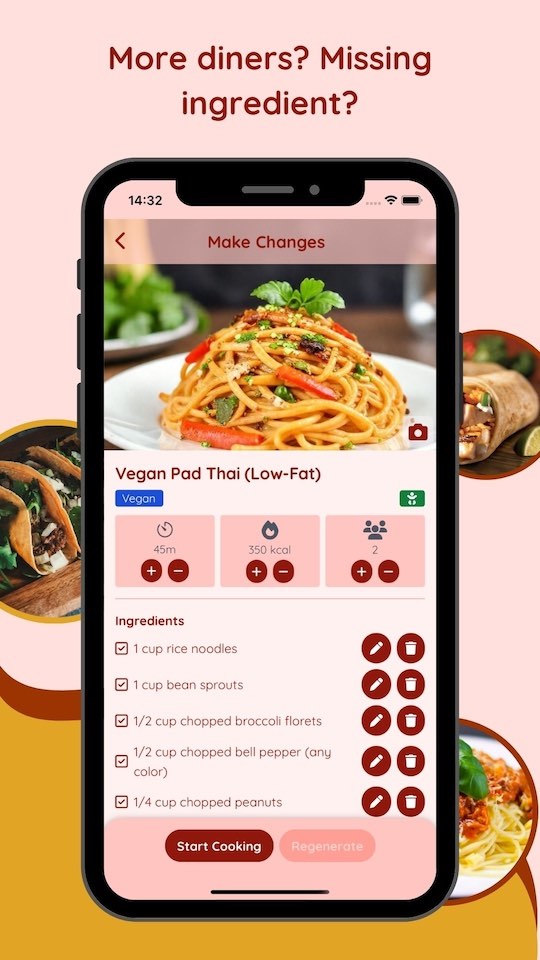 More diners? Missing
ingredient?
14:32
Make Changes
Vegan Pad Thai (Low-Fat)
Vegan
45m
350 kcal
2
+ −
+ −
+ −
Ingredients
1 cup rice noodles
1 cup bean sprouts
1/2 cup chopped broccoli florets
1/2 cup chopped bell pepper (any
color)
1/4 cup chopped peanuts
Start Cooking
Regenerate